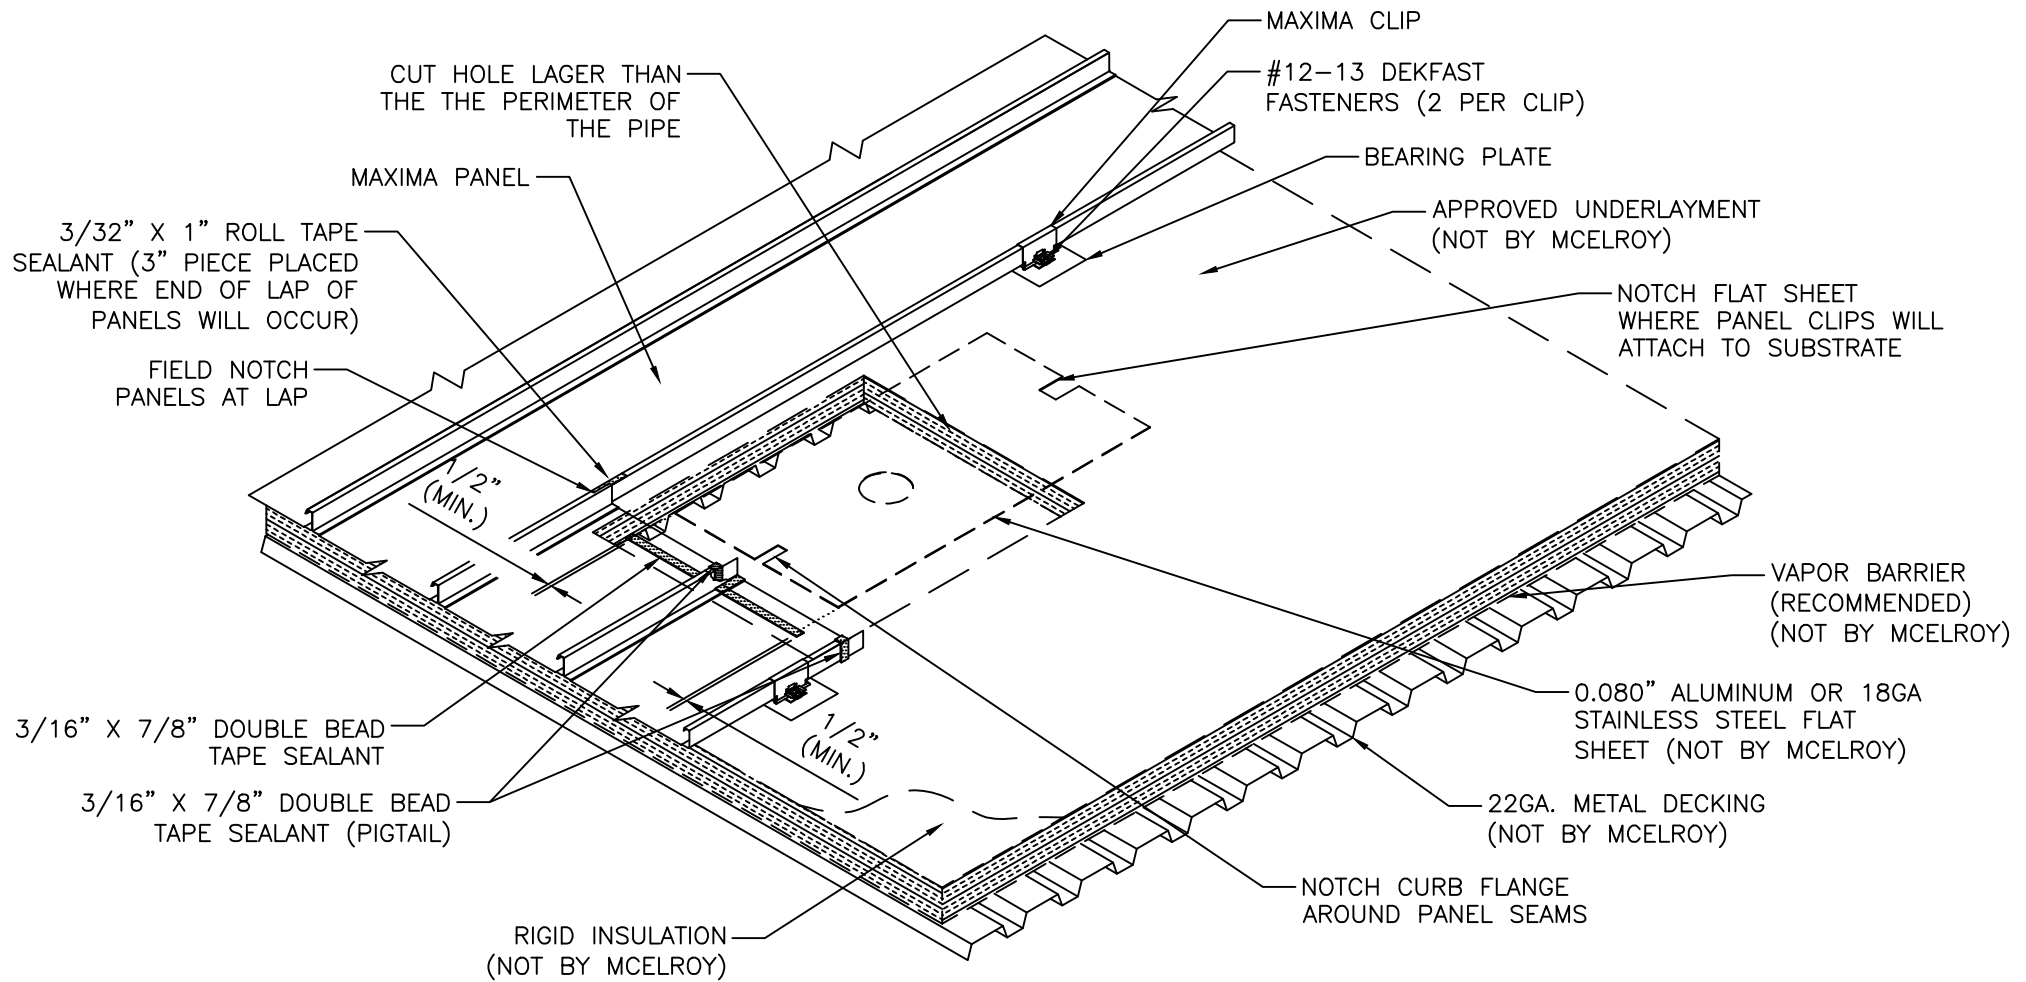 MAXIMA CLIP
#12-13 DEKFAST
FASTENERS (2 PER CLIP)
BEARING PLATE
APPROVED UNDERLAYMENT
(NOT BY MCELROY)
NOTCH FLAT SHEET
WHERE PANEL CLIPS WILL
ATTACH TO SUBSTRATE
CUT HOLE LAGER THAN
THE THE PERIMETER OF
THE PIPE
MAXIMA PANEL
3/32" X 1" ROLL TAPE
SEALANT (3" PIECE PLACED
WHERE END OF LAP OF
PANELS WILL OCCUR)
FIELD NOTCH
PANELS AT LAP
1/2"
(MIN.)
VAPOR BARRIER
(RECOMMENDED)
(NOT BY MCELROY)
0.080" ALUMINUM OR 18GA
STAINLESS STEEL FLAT
SHEET (NOT BY MCELROY)
3/16" X 7/8" DOUBLE BEAD
TAPE SEALANT
1/2"
(MIN.)
3/16" X 7/8" DOUBLE BEAD
TAPE SEALANT (PIGTAIL)
22GA. METAL DECKING
(NOT BY MCELROY)
NOTCH CURB FLANGE
AROUND PANEL SEAMS
RIGID INSULATION
(NOT BY MCELROY)